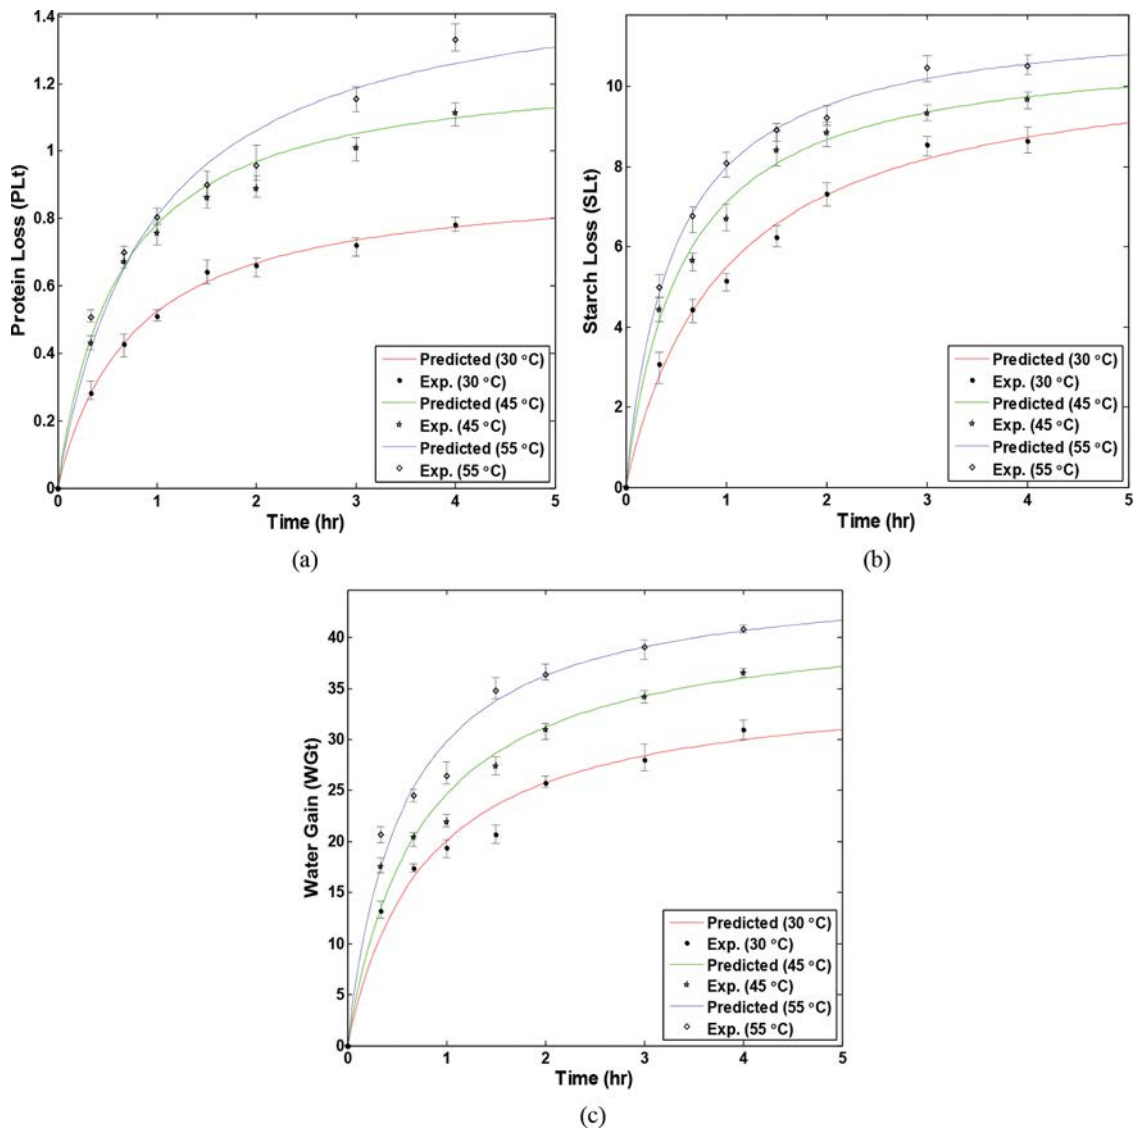 1.4
1.2
1
0.8
0.6
0.4
0.2
0
Protein Loss (PLt)
Predicted (30 °C)
Exp. (30 °C)
Predicted (45 °C)
Exp. (45 °C)
Predicted (55 °C)
Exp. (55 °C)
0 1 2 3 4 5
Time (hr)
(a)
10
8
6
4
2
0
Starch Loss (SLt)
Predicted (30 °C)
Exp. (30 °C)
Predicted (45 °C)
Exp. (45 °C)
Predicted (55 °C)
Exp. (55 °C)
0 1 2 3 4 5
Time (hr)
(b)
40
35
30
25
20
15
10
5
0
Water Gain (WGt)
Predicted (30 °C)
Exp. (30 °C)
Predicted (45 °C)
Exp. (45 °C)
Predicted (55 °C)
Exp. (55 °C)
0 1 2 3 4 5
Time (hr)
(c)